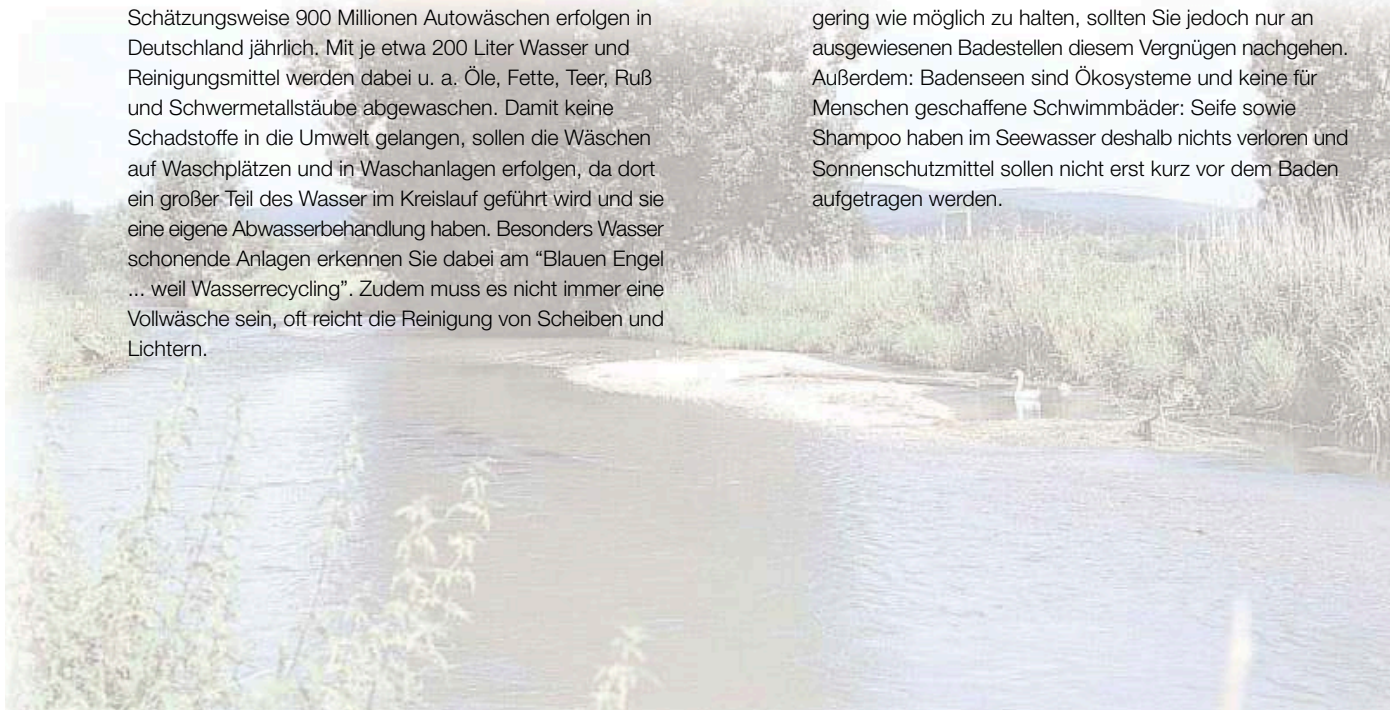 Schätzungsweise 900 Millionen Autowäschen erfolgen in
Deutschland jährlich. Mit je etwa 200 Liter Wasser und
Reinigungsmittel werden dabei u. a. Öle, Fette, Teer, Ruß
und Schwermetallstäube abgewaschen. Damit keine
Schadstoffe in die Umwelt gelangen, sollen die Wäschen
auf Waschplätzen und in Waschanlagen erfolgen, da dort
ein großer Teil des Wasser im Kreislauf geführt wird und sie
eine eigene Abwasserbehandlung haben. Besonders Wasser
schonende Anlagen erkennen Sie dabei am “Blauen Engel
... weil Wasserrecycling”. Zudem muss es nicht immer eine
Vollwäsche sein, oft reicht die Reinigung von Scheiben und
Lichtern.
gering wie möglich zu halten, sollten Sie jedoch nur an
ausgewiesenen Badestellen diesem Vergnügen nachgehen.
Außerdem: Badenseen sind Ökosysteme und keine für
Menschen geschaffene Schwimmbäder: Seife sowie
Shampoo haben im Seewasser deshalb nichts verloren und
Sonnenschutzmittel sollen nicht erst kurz vor dem Baden
aufgetragen werden.